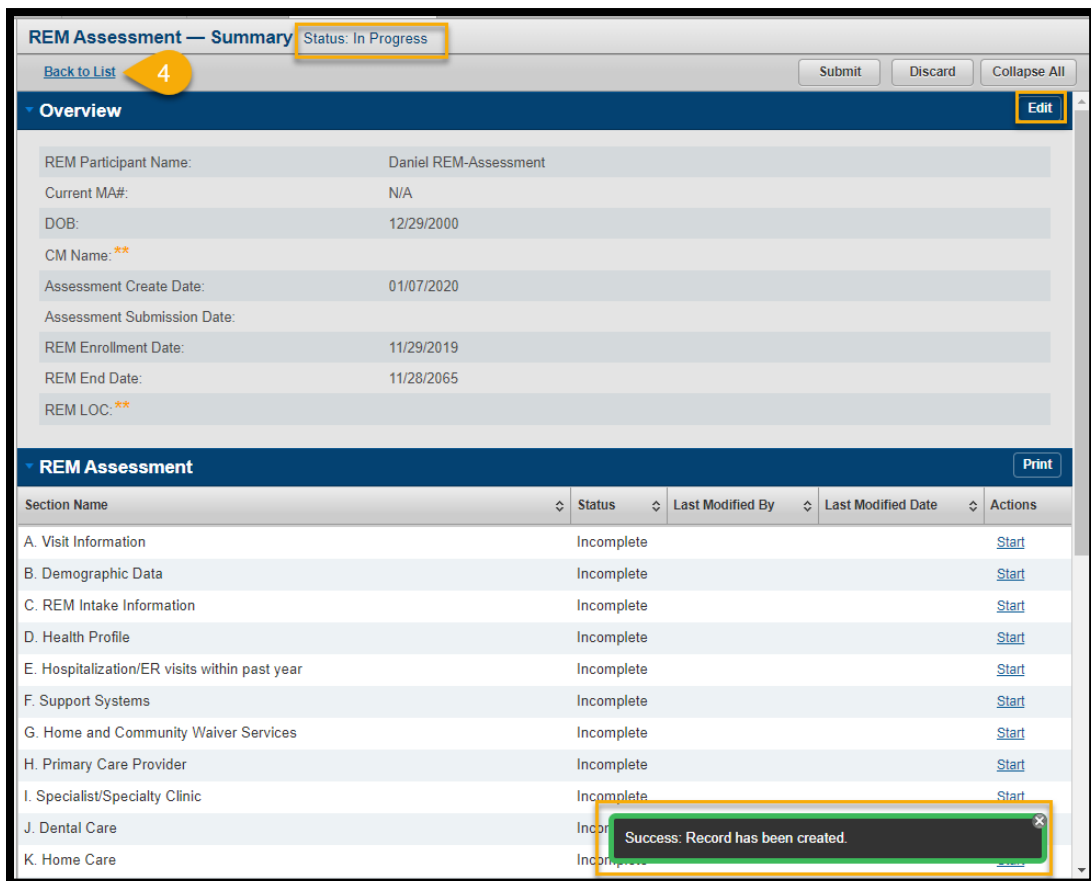 REM Assessment — Summary Status: In Progress
Back to List 4 Submit Discard Collapse All
Overview Edit
REM Participant Name: Daniel REM-Assessment
Current MA#: N/A
DOB: 12/29/2000
CM Name: **
Assessment Create Date: 01/07/2020
Assessment Submission Date:
REM Enrollment Date: 11/29/2019
REM End Date: 11/28/2065
REM LOC: **
REM Assessment Print
Section Name Status Last Modified By Last Modified Date Actions
A. Visit Information Incomplete Start
B. Demographic Data Incomplete Start
C. REM Intake Information Incomplete Start
D. Health Profile Incomplete Start
E. Hospitalization/ER visits within past year Incomplete Start
F. Support Systems Incomplete Start
G. Home and Community Waiver Services Incomplete Start
H. Primary Care Provider Incomplete Start
I. Specialist/Specialty Clinic Incomplete Start
J. Dental Care
Success: Record has been created.
K. Home Care